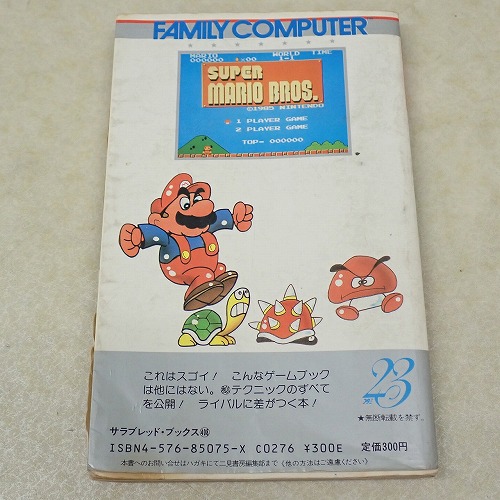 FAMILY COMPUTER
MARIO WORLD TIME
000000 ×00 1-1
SUPER
MARIO BROS.
©1985 NINTENDO
1 PLAYER GAME
2 PLAYER GAME
TOP- 000000
これはスゴイ! こんなゲームブック
は他にはない。㊙テクニックのすべて
を公開! ライバルに差がつく本!
23
★無断転載を禁ず。
サラブレッド・ブックス
ISBN4-576-85075-X C0276 ¥300E 定価300円
本書へのお問い合せはハガキにて二見書房編集部まで(他の方法はご遠慮ください)